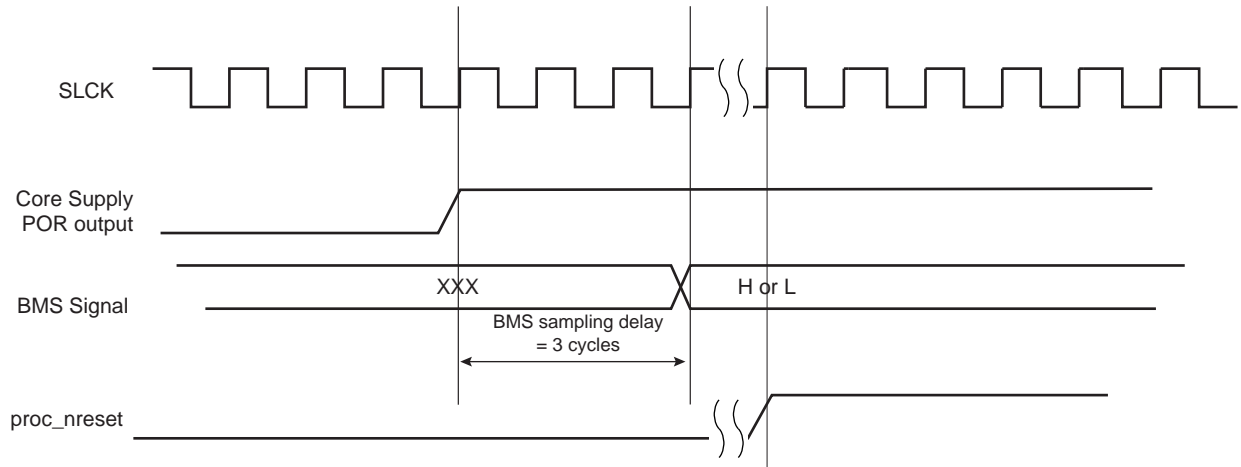 SLCK
Core Supply
POR output
BMS Signal
XXX
H or L
BMS sampling delay
= 3 cycles
proc_nreset